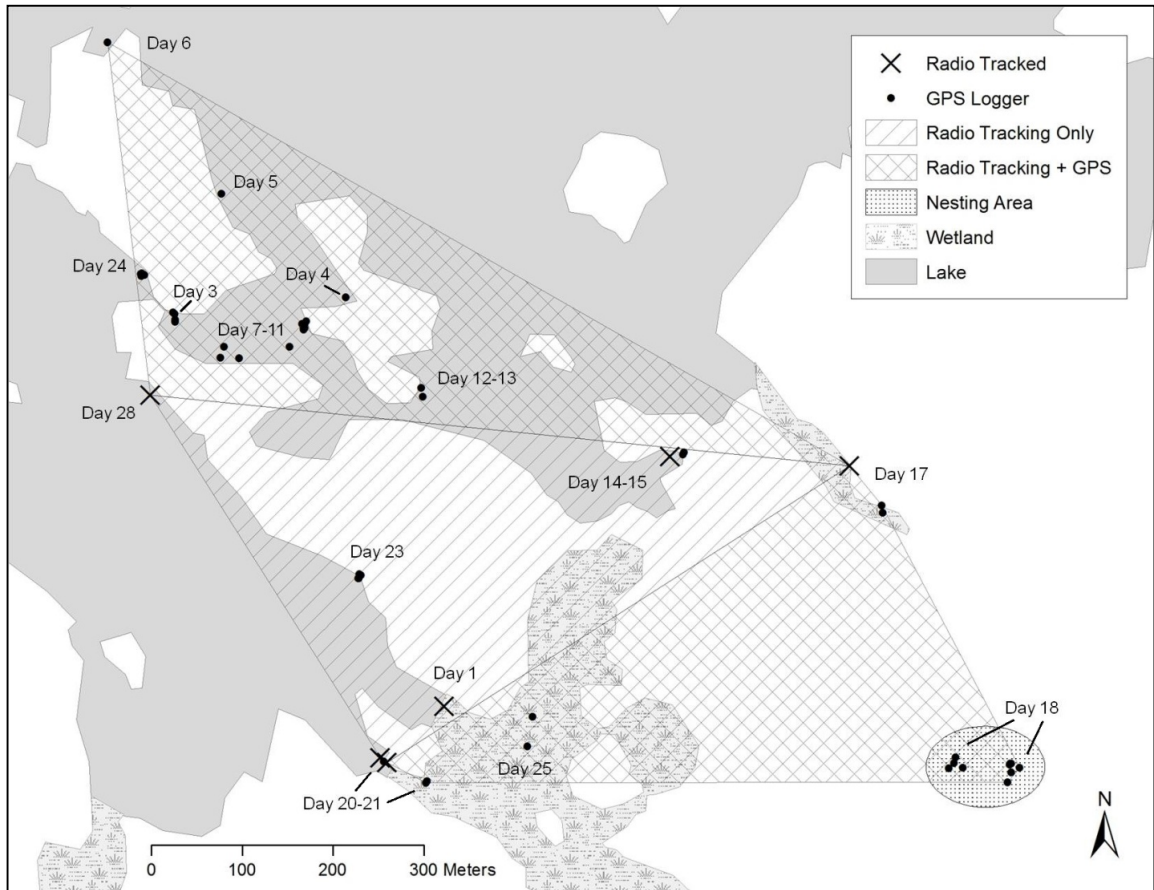 Day 6
Radio Tracked
GPS Logger
Radio Tracking Only
Radio Tracking + GPS
Nesting Area
Wetland
Lake
Day 5
Day 24
Day 4
Day 3
Day 7-11
Day 12-13
Day 28
Day 14-15
Day 17
Day 23
Day 1
Day 18
Day 25
Day 20-21
N
0 100 200 300 Meters